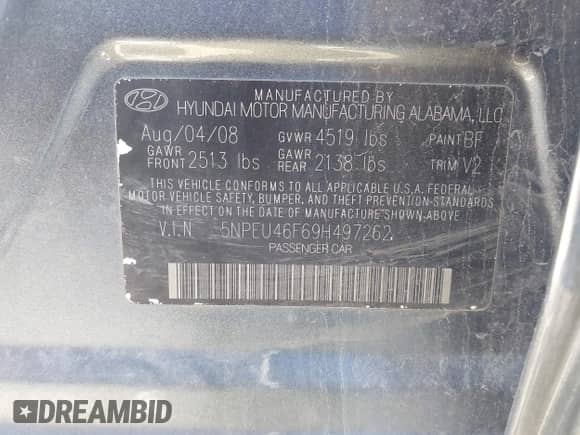 MANUFACTURED BY
HYUNDAI MOTOR MANUFACTURING ALABAMA, LLC
Aug/04/08 GVWR 4519 lbs PAINT BF
GAWR FRONT 2513 lbs GAWR REAR 2138 lbs TRIM V2
THIS VEHICLE CONFORMS TO ALL APPLICABLE U.S.A. FEDERAL
MOTOR VEHICLE SAFETY, BUMPER, AND THEFT PREVENTION STANDARDS
IN EFFECT ON THE DATE OF MANUFACTURE SHOWN ABOVE.
V.I.N 5NPEU46F69H497262
PASSENGER CAR
DREAMBID